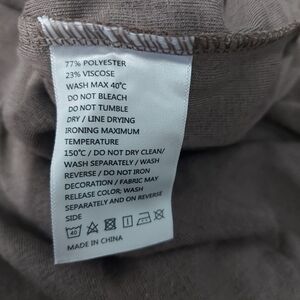 77% POLYESTER
23% VISCOSE
WASH MAX 40°C
DO NOT BLEACH
DO NOT TUMBLE
DRY / LINE DRYING
IRONING MAXIMUM
TEMPERATURE
150°C / DO NOT DRY CLEAN/
WASH SEPARATELY / WASH
REVERSE / DO NOT IRON
DECORATION / FABRIC MAY
RELEASE COLOR; WASH
SEPARATELY AND ON REVERSE
SIDE
40
MADE IN CHINA